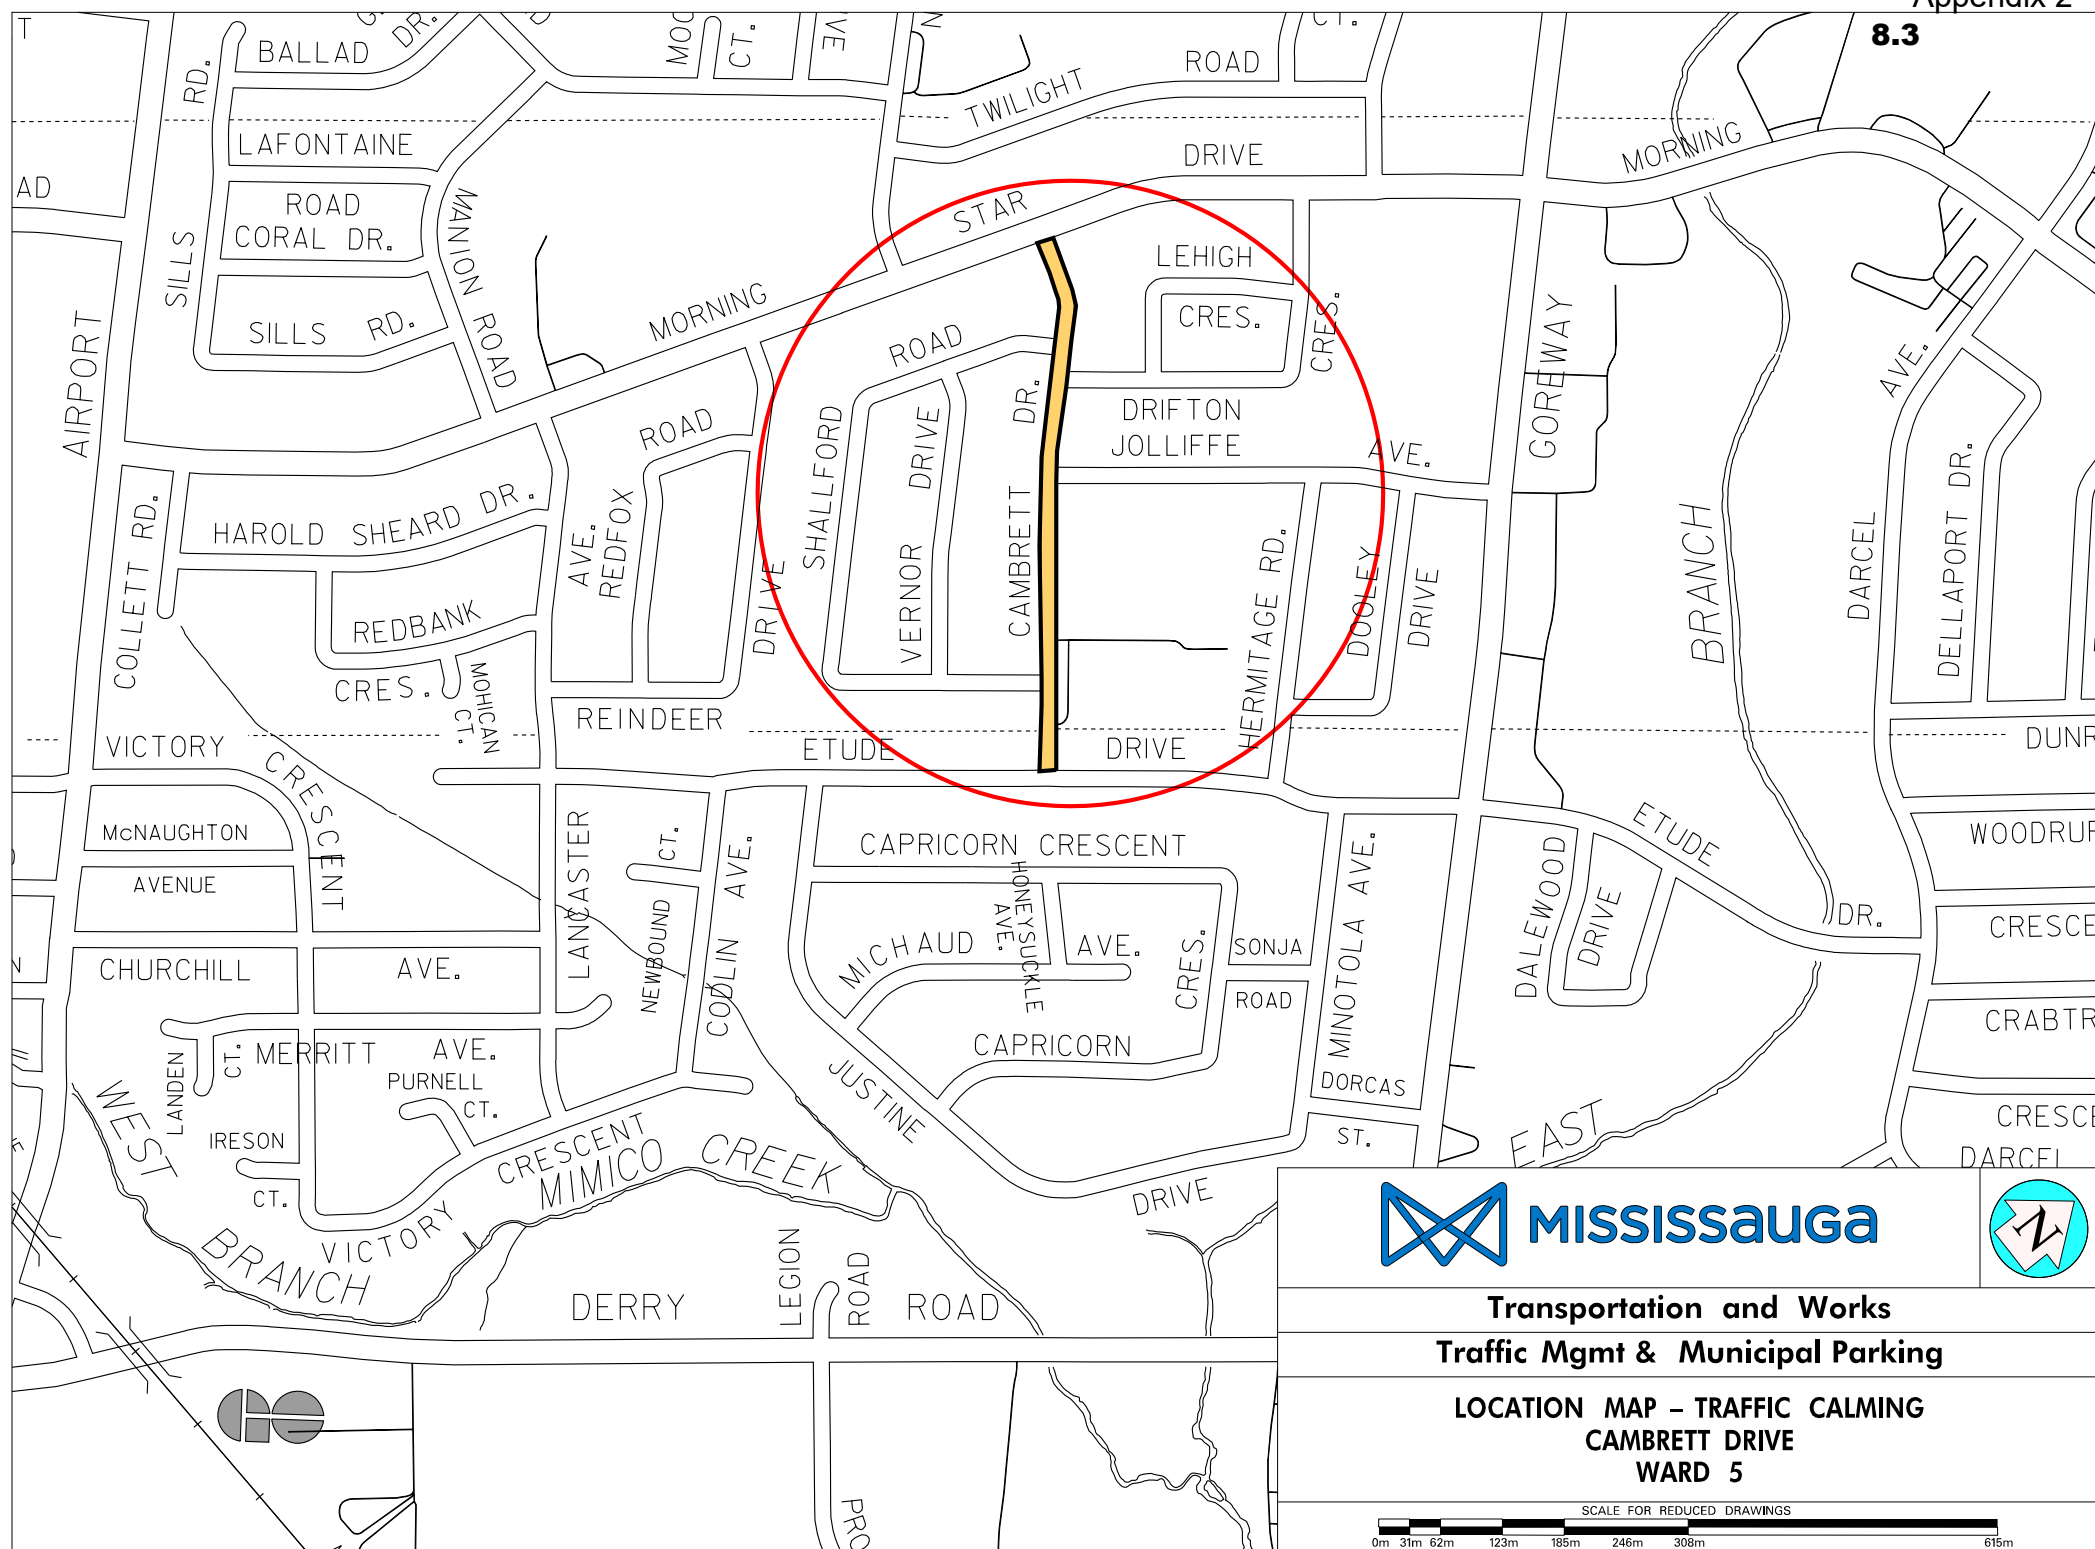 Appendix 2
8.3
BALLAD
DR.
CT.
TWILIGHT
ROAD
RD.
LAFONTAINE
DRIVE
MORNING
AD
ROAD
CORAL DR.
MANION ROAD
STAR
SILLS
LEHIGH
CRES.
CRES.
SILLS RD.
MORNING
ROAD
GOREWAY
AIRPORT
AVE.
DR.
DRIFTON
JOLLIFFE
AVE.
ROAD
SHALLFORD
VERNOR DRIVE
CAMBRETT
COLLETT RD.
HAROLD SHEARD DR.
AVE.
REDFOX
DRIVE
HERMITAGE RD.
DOOLEY
DRIVE
BRANCH
DARCEL
DELLAPORT DR.
REDBANK
CRES.
MOHICAN
CT.
REINDEER
VICTORY
CRESCENT
ETUDE
DRIVE
DUNR
McNAUGHTON
AVENUE
LANCASTER
CT.
NEWBOUND
CODLIN AVE.
CAPRICORN CRESCENT
HONEYSUCKLE
AVE.
MICHAUD
AVE.
CRES.
SONJA
ROAD
MINOTOLA AVE.
DALEWOOD
DRIVE
ETUDE
DR.
WOODRUF
CRESCE
CRABTR
CRESCE
DARCEL
CHURCHILL
AVE.
LANDEN
CT.
MERRITT
AVE.
PURNELL
CT.
CAPRICORN
JUSTINE
DRIVE
DORCAS
ST.
EAST
WEST
BRANCH
IRESON
CT.
CRESCENT
VICTORY
MIMICO CREEK
LEGION
ROAD
DERRY
ROAD
PRO
MISSISSAUGA
N
Transportation and Works
Traffic Mgmt & Municipal Parking
LOCATION MAP – TRAFFIC CALMING
CAMBRETT DRIVE
WARD 5
SCALE FOR REDUCED DRAWINGS
0m 31m 62m 123m 185m 246m 308m 615m